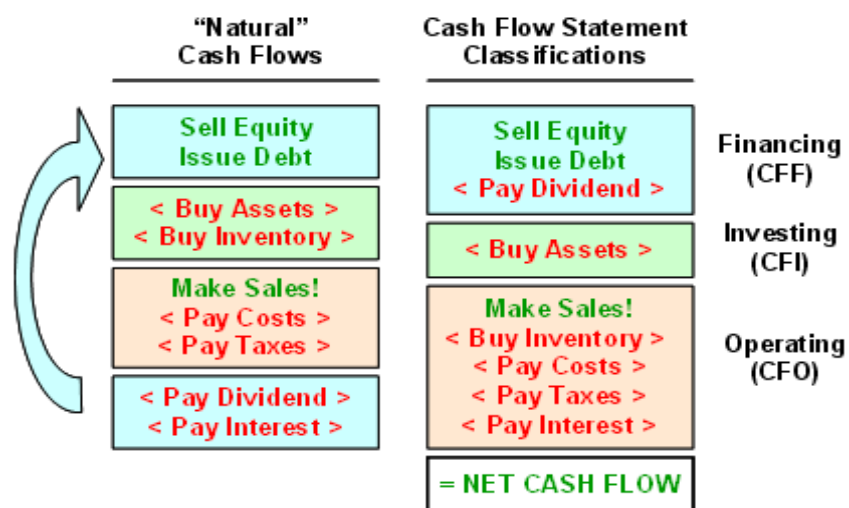 “Natural”
Cash Flows
Cash Flow Statement
Classifications
Sell Equity
Issue Debt
< Buy Assets >
< Buy Inventory >
Make Sales!
< Pay Costs >
< Pay Taxes >
< Pay Dividend >
< Pay Interest >
Sell Equity
Issue Debt
< Pay Dividend >
Financing
(CFF)
< Buy Assets >
Investing
(CFI)
Make Sales!
< Buy Inventory >
< Pay Costs >
< Pay Taxes >
< Pay Interest >
Operating
(CFO)
= NET CASH FLOW